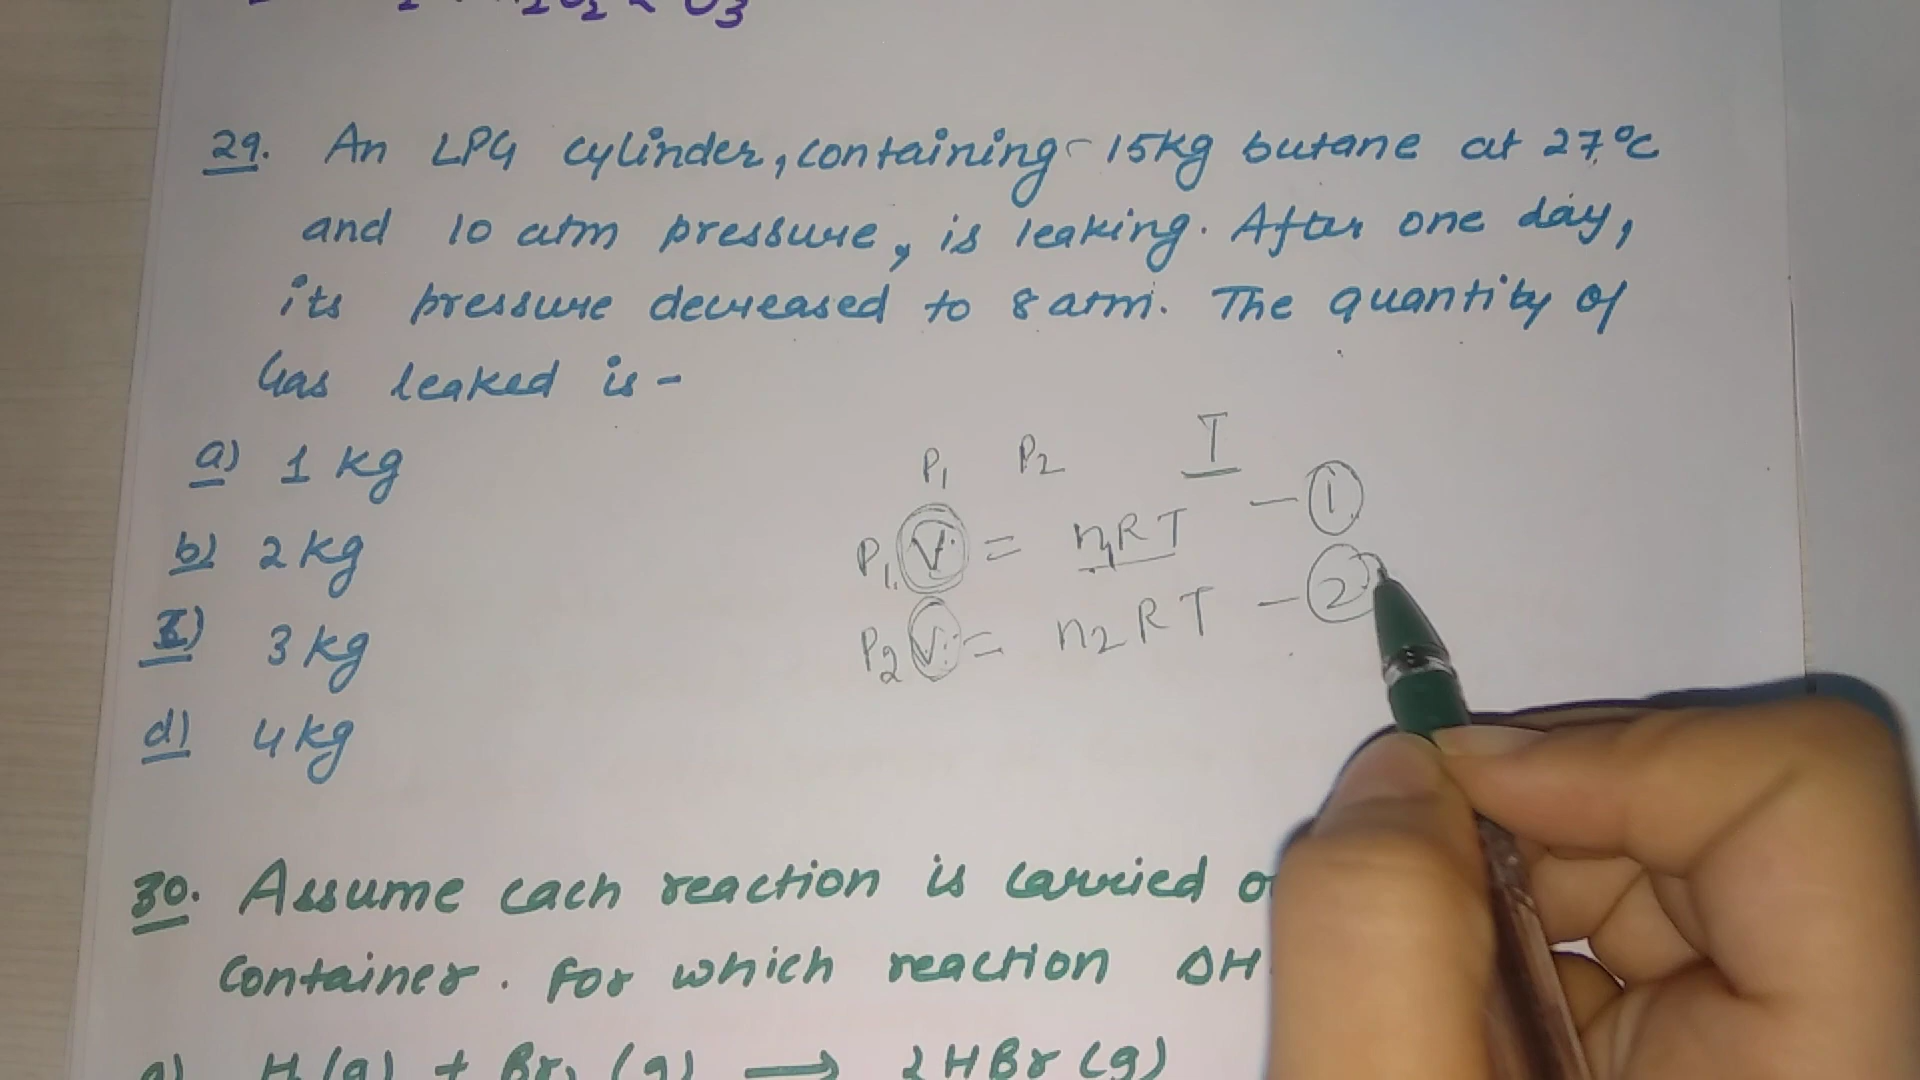 29. An LPG cylinder, containing 15kg butane at 27°C
and 10 atm pressure, is leaking. After one day,
its pressure decreased to 8 atm. The quantity of
Gas leaked is -
a) 1 kg
b) 2 kg
c) 3 kg
d) 4 kg
P1 P2 T
P1 V = n1RT - 1
P2 V = n2RT - 2
30. Assume each reaction is carried
container. For which reaction ΔH
(g) + Br2 (g) → 2HBr (g)